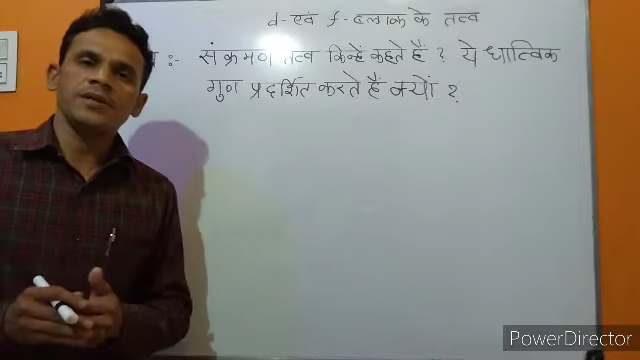 d-एवं f-ब्लाक के तत्व
:- संक्रमण तत्व किन्हें कहते हैं ? ये धात्विक
गुण प्रदर्शित करते हैं क्यों ?
PowerDirector